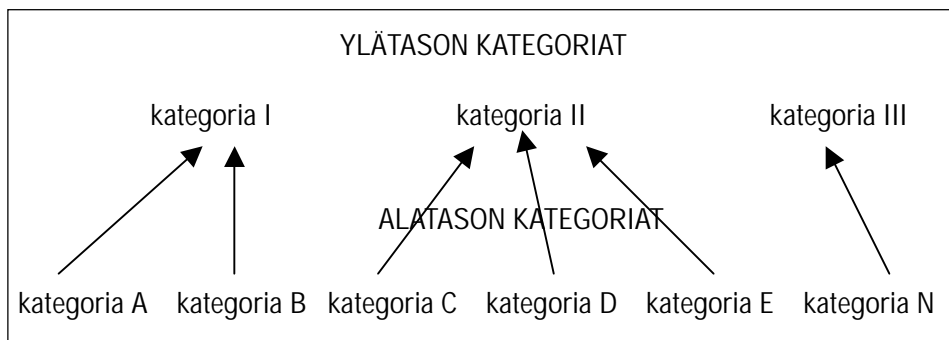 YLÄTASON KATEGORIAT
kategoria I kategoria II kategoria III
ALATASON KATEGORIAT
kategoria A kategoria B kategoria C kategoria D kategoria E kategoria N